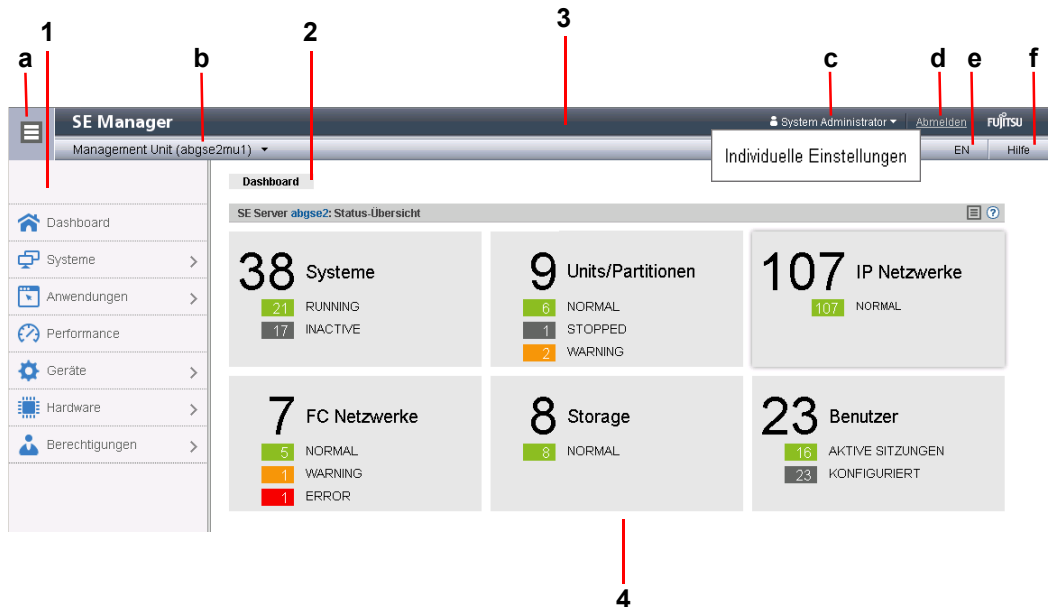 1 2 3
a b c d e f
SE Manager
System Administrator Abmelden FUJITSU
Management Unit (abgse2mu1)
Individuelle Einstellungen
EN Hilfe
Dashboard
SE Server abgse2: Status-Übersicht
Dashboard
Systeme
Anwendungen
Performance
Geräte
Hardware
Berechtigungen
38 Systeme
21 RUNNING
17 INACTIVE
9 Units/Partitionen
6 NORMAL
1 STOPPED
2 WARNING
107 IP Netzwerke
107 NORMAL
7 FC Netzwerke
5 NORMAL
1 WARNING
1 ERROR
8 Storage
8 NORMAL
23 Benutzer
16 AKTIVE SITZUNGEN
23 KONFIGURIERT
4